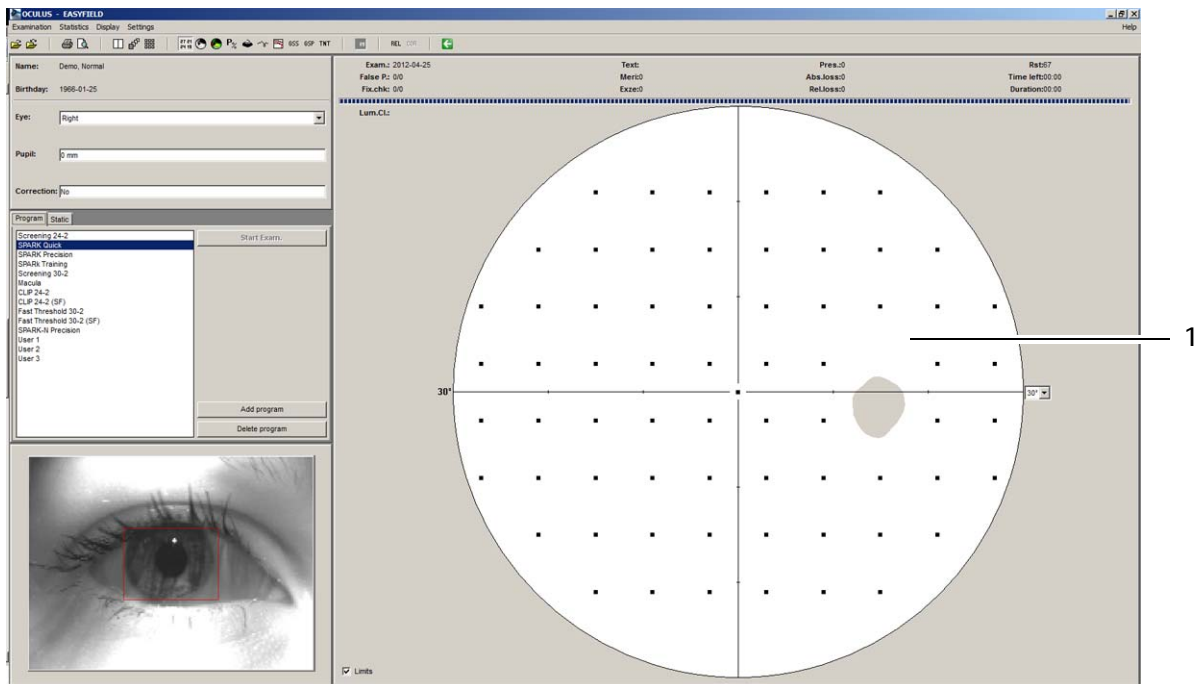 OCULUS - EASYFIELD
Examination Statistics Display Settings Help
P% GSS GSP TNT REL COM
Name: Demo, Normal
Birthday: 1968-01-25
Eye: Right
Pupil: 0 mm
Correction: No
Program Static
Screening 24-2
SPARK Quick
SPARK Precision
SPARk Training
Screening 30-2
Macula
CLIP 24-2
CLIP 24-2 (SF)
Fast Threshold 30-2
Fast Threshold 30-2 (SF)
SPARK-N Precision
User 1
User 2
User 3
Start Exam.
Add program
Delete program
Exam.: 2012-04-25 Text: Pres.:0 Rst:67
False P.: 0/0 Meri:0 Abs.loss:0 Time left:00:00
Fix.chk: 0/0 Exze:0 Rel.loss:0 Duration:00:00
Lum.Cl.:
1
30° 30°
Limits